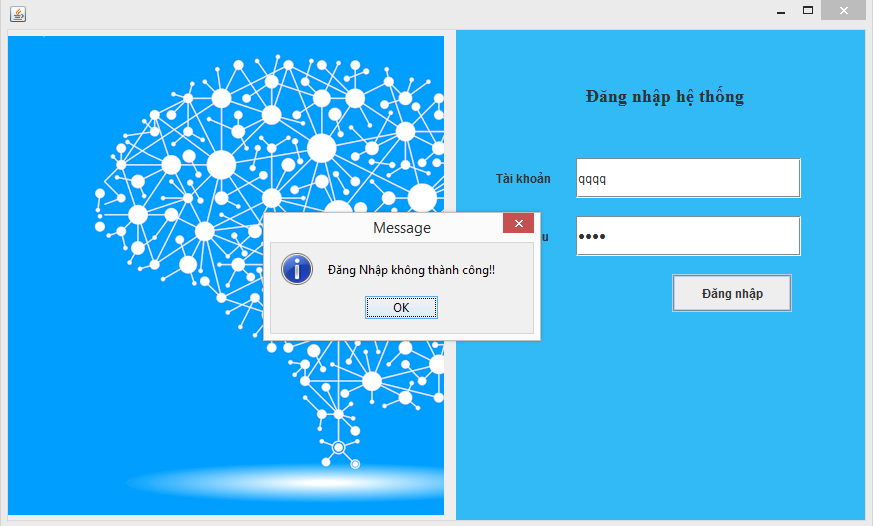 Đăng nhập hệ thống
Tài khoản
qqqq
Message
Đăng Nhập không thành công!!
OK
Đăng nhập